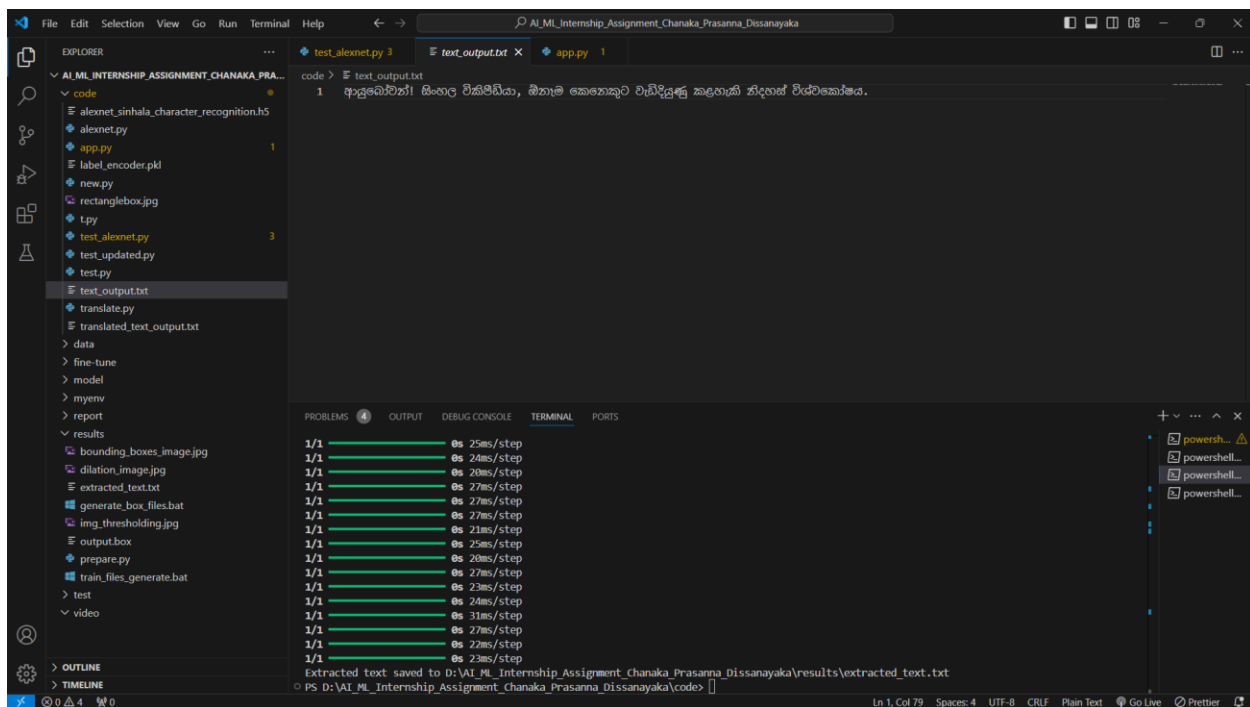 File Edit Selection View Go Run Terminal Help
AI_ML_Internship_Assignment_Chanaka_Prasanna_Dissanayaka
EXPLORER
test_alexnet.py 3
text_output.txt
app.py 1
AI_ML_INTERNSHIP_ASSIGNMENT_CHANAKA_PRA...
code > text_output.txt
1 ආයුබෝවන්! සිංහල විකිපීඩියා, ඕනෑම කෙනෙකුට වැඩිදියුණු කළහැකි නිදහස් විශ්වකෝෂය.
code
alexnet_sinhala_character_recognition.h5
alexnet.py
app.py 1
label_encoder.pkl
new.py
rectanglebox.jpg
t.py
test_alexnet.py 3
test_updated.py
test.py
text_output.txt
translate.py
translated_text_output.txt
data
fine-tune
model
myenv
report
results
bounding_boxes_image.jpg
dilation_image.jpg
extracted_text.txt
generate_box_files.bat
img_thresholding.jpg
output.box
prepare.py
train_files_generate.bat
test
video
OUTLINE
TIMELINE
PROBLEMS 4 OUTPUT DEBUG CONSOLE TERMINAL PORTS
1/1 0s 25ms/step
1/1 0s 24ms/step
1/1 0s 20ms/step
1/1 0s 27ms/step
1/1 0s 27ms/step
1/1 0s 27ms/step
1/1 0s 21ms/step
1/1 0s 25ms/step
1/1 0s 20ms/step
1/1 0s 27ms/step
1/1 0s 23ms/step
1/1 0s 24ms/step
1/1 0s 31ms/step
1/1 0s 27ms/step
1/1 0s 22ms/step
1/1 0s 23ms/step
Extracted text saved to D:\AI_ML_Internship_Assignment_Chanaka_Prasanna_Dissanayaka\results\extracted_text.txt
PS D:\AI_ML_Internship_Assignment_Chanaka_Prasanna_Dissanayaka\code>
powersh...
powershell...
powershell...
powershell...
0 0 0 Ln 1, Col 79 Spaces: 4 UTF-8 CRLF Plain Text Go Live Prettier